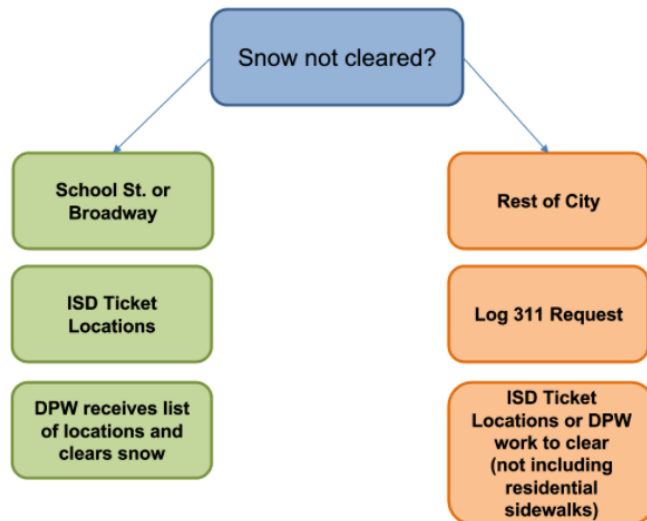 Snow not cleared?
School St. or
Broadway
ISD Ticket
Locations
DPW receives list
of locations and
clears snow
Rest of City
Log 311 Request
ISD Ticket
Locations or DPW
work to clear
(not including
residential
sidewalks)